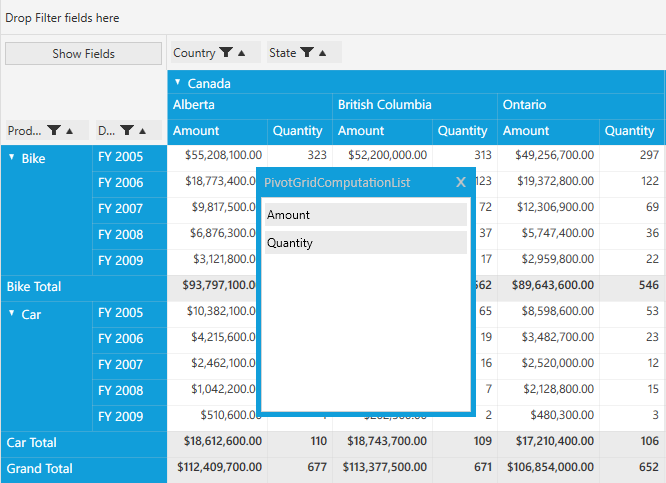 Drop Filter fields here
Show Fields Country State
Canada
Alberta British Columbia Ontario
Prod... D... Amount Quantity Amount Quantity Amount Quantity
Bike FY 2005 $55,208,100.00 323 $52,200,000.00 313 $49,256,700.00 297
FY 2006 $18,773,400.0 123 $19,372,800.00 122
PivotGridComputationList X
FY 2007 $9,817,500.0 72 $12,306,900.00 69
Amount
FY 2008 $6,876,300.0 37 $5,747,400.00 36
Quantity
FY 2009 $3,121,800.0 17 $2,959,800.00 22
Bike Total $93,797,100.0 562 $89,643,600.00 546
Car FY 2005 $10,382,100.0 65 $8,598,600.00 53
FY 2006 $4,215,600.0 19 $3,482,700.00 23
FY 2007 $2,462,100.0 16 $2,520,000.00 12
FY 2008 $1,042,200.0 7 $2,128,800.00 15
FY 2009 $510,600.0 2 $480,300.00 3
Car Total $18,612,600.00 110 $18,743,700.00 109 $17,210,400.00 106
Grand Total $112,409,700.00 677 $113,377,500.00 671 $106,854,000.00 652